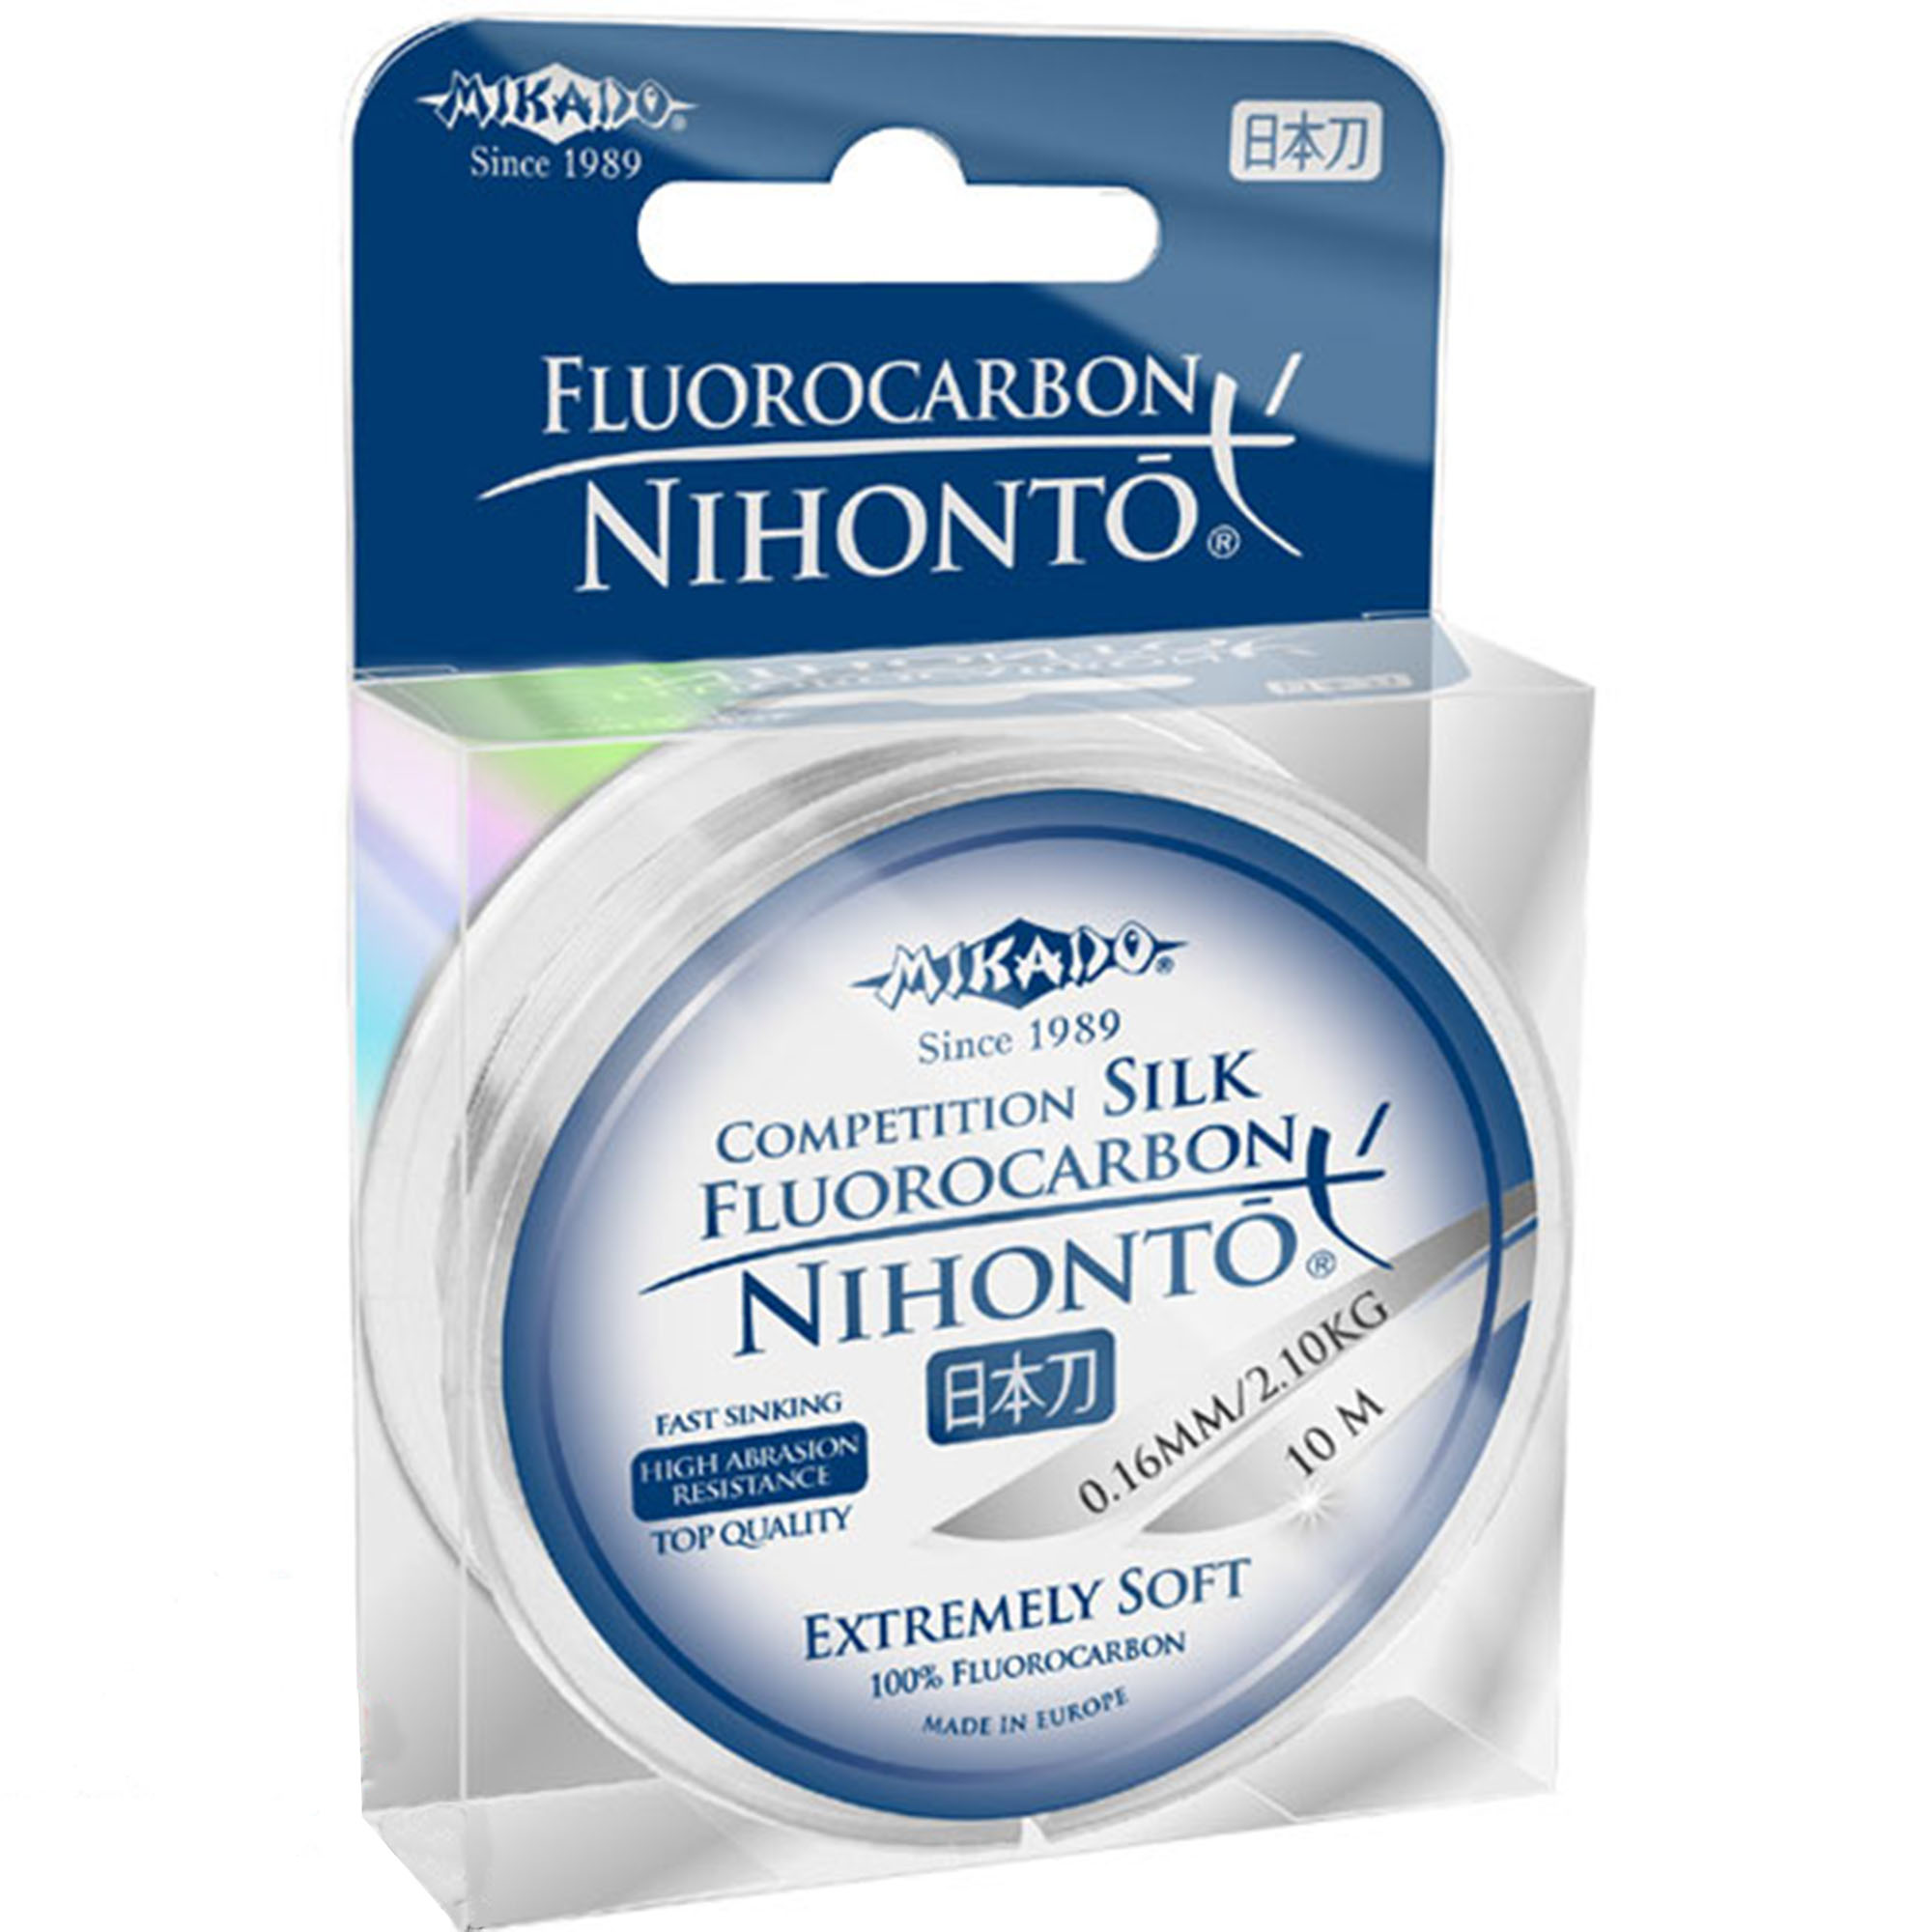 MIKADO®
Since 1989
日本刀
FLUOROCARBON
NIHONTŌ®
MIKADO®
Since 1989
COMPETITION SILK
FLUOROCARBON
NIHONTŌ®
日本刀
FAST SINKING
HIGH ABRASION
RESISTANCE
TOP QUALITY
0.16MM/2.10KG
10 M
EXTREMELY SOFT
100% FLUOROCARBON
MADE IN EUROPE